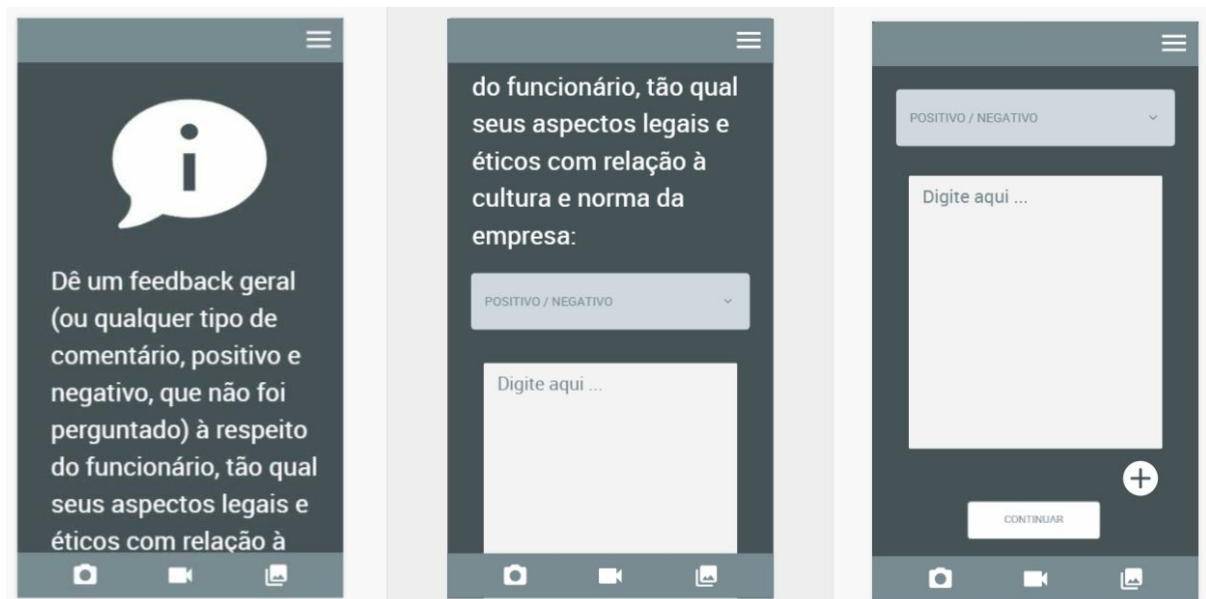 i
Dê um feedback geral
(ou qualquer tipo de
comentário, positivo e
negativo, que não foi
perguntado) à respeito
do funcionário, tão qual
seus aspectos legais e
éticos com relação à
do funcionário, tão qual
seus aspectos legais e
éticos com relação à
cultura e norma da
empresa:
POSITIVO / NEGATIVO
Digite aqui ...
POSITIVO / NEGATIVO
Digite aqui ...
CONTINUAR